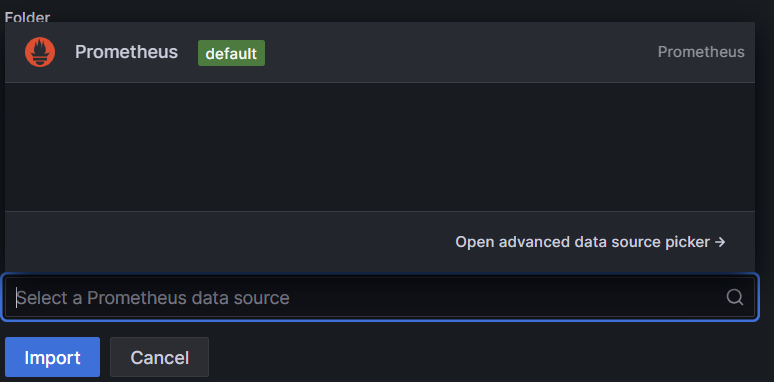 Folder
Prometheus default Prometheus
Open advanced data source picker →
Select a Prometheus data source
Import Cancel